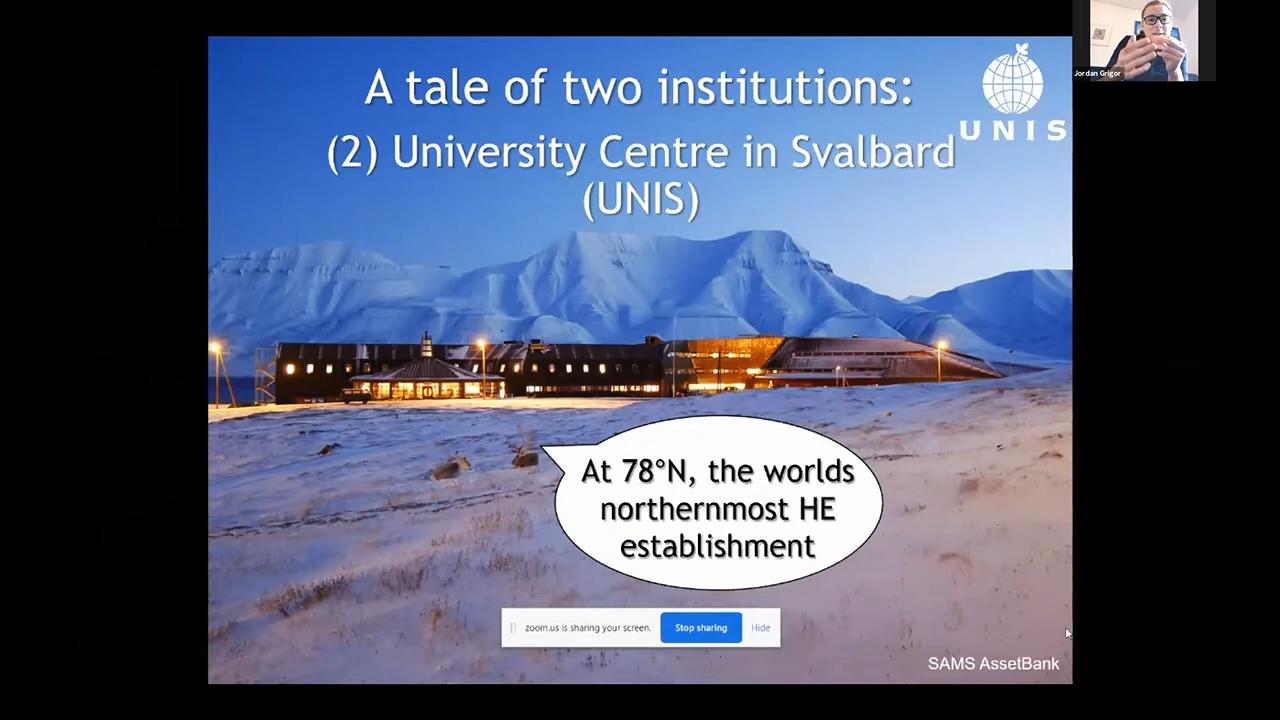 A tale of two institutions:
(2) University Centre in Svalbard
(UNIS)
UNIS
Jordan Grigor
At 78°N, the worlds
northernmost HE
establishment
zoom.us is sharing your screen.
Stop sharing
Hide
SAMS AssetBank